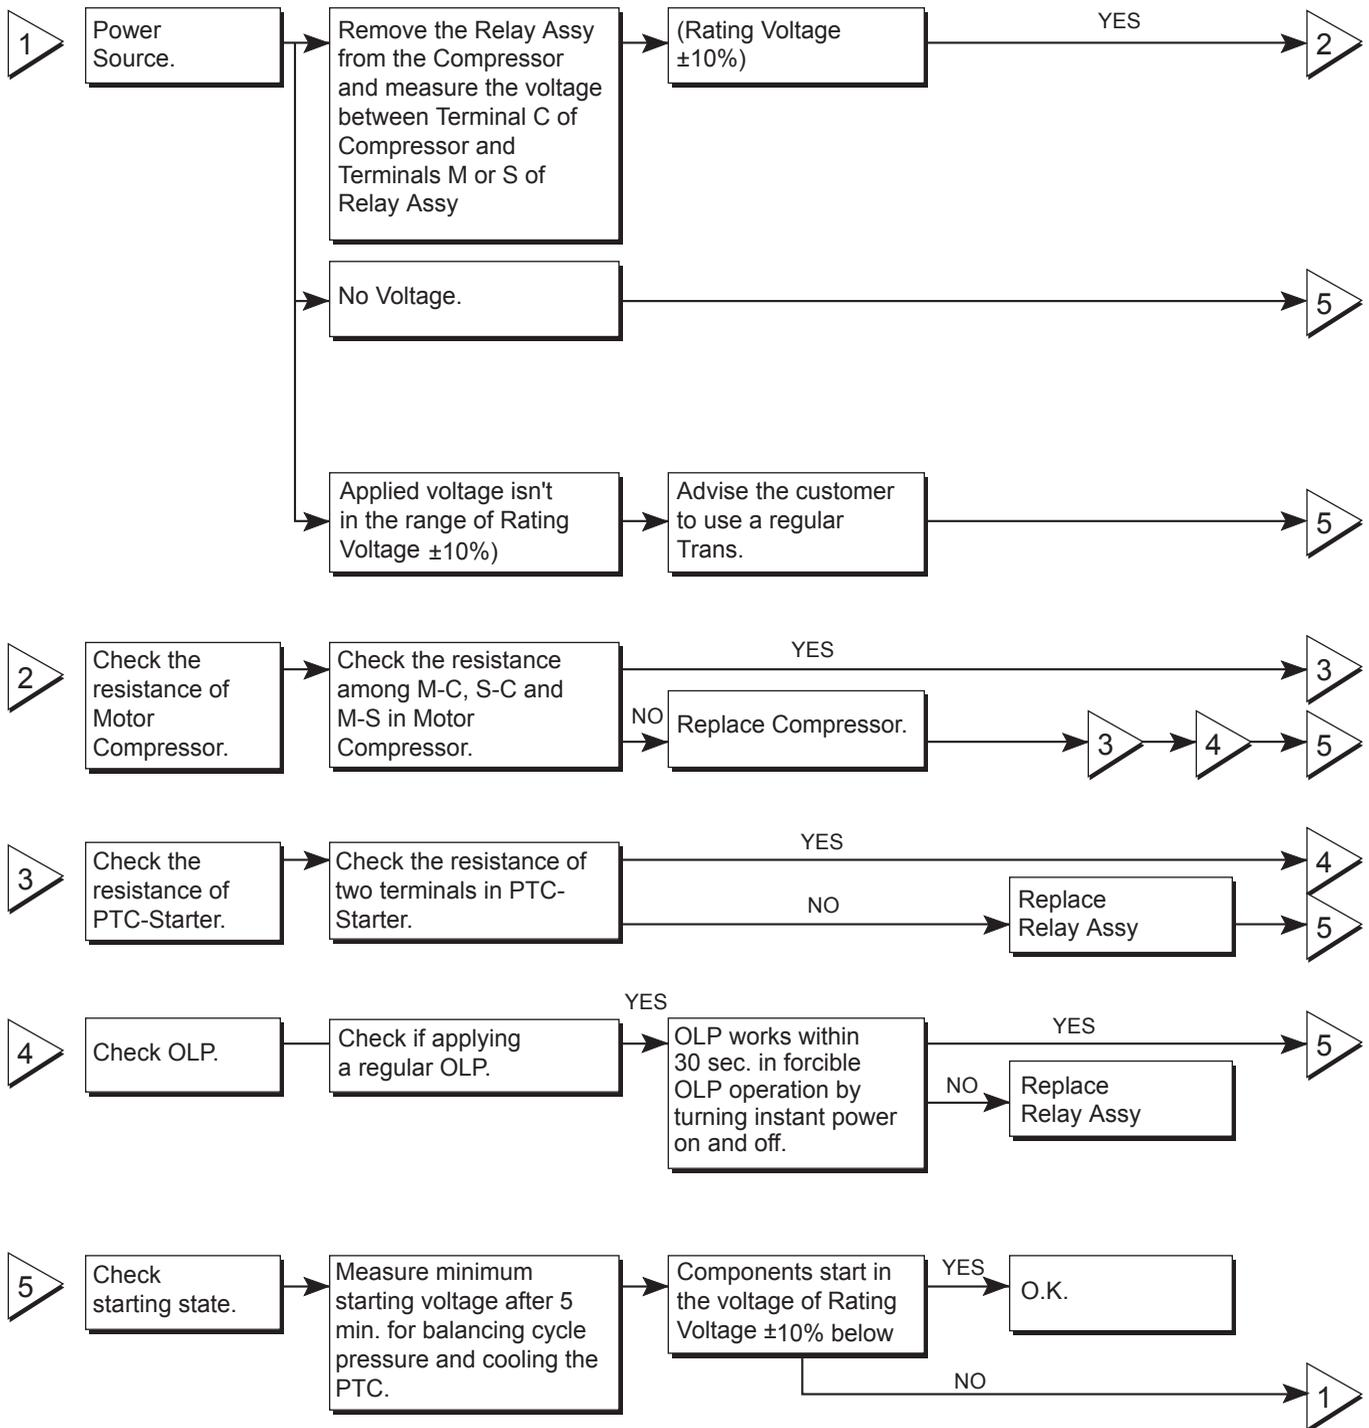 1
Power
Source.
Remove the Relay Assy
from the Compressor
and measure the voltage
between Terminal C of
Compressor and
Terminals M or S of
Relay Assy
(Rating Voltage
±10%)
YES
2
No Voltage.
5
Applied voltage isn't
in the range of Rating
Voltage ±10%)
Advise the customer
to use a regular
Trans.
5
2
Check the
resistance of
Motor
Compressor.
Check the resistance
among M-C, S-C and
M-S in Motor
Compressor.
YES
3
NO
Replace Compressor.
3
4
5
3
Check the
resistance of
PTC-Starter.
Check the resistance of
two terminals in PTC-
Starter.
YES
4
NO
Replace
Relay Assy
5
4
Check OLP.
Check if applying
a regular OLP.
YES
OLP works within
30 sec. in forcible
OLP operation by
turning instant power
on and off.
YES
5
NO
Replace
Relay Assy
5
Check
starting state.
Measure minimum
starting voltage after 5
min. for balancing cycle
pressure and cooling the
PTC.
Components start in
the voltage of Rating
Voltage ±10% below
YES
O.K.
NO
1